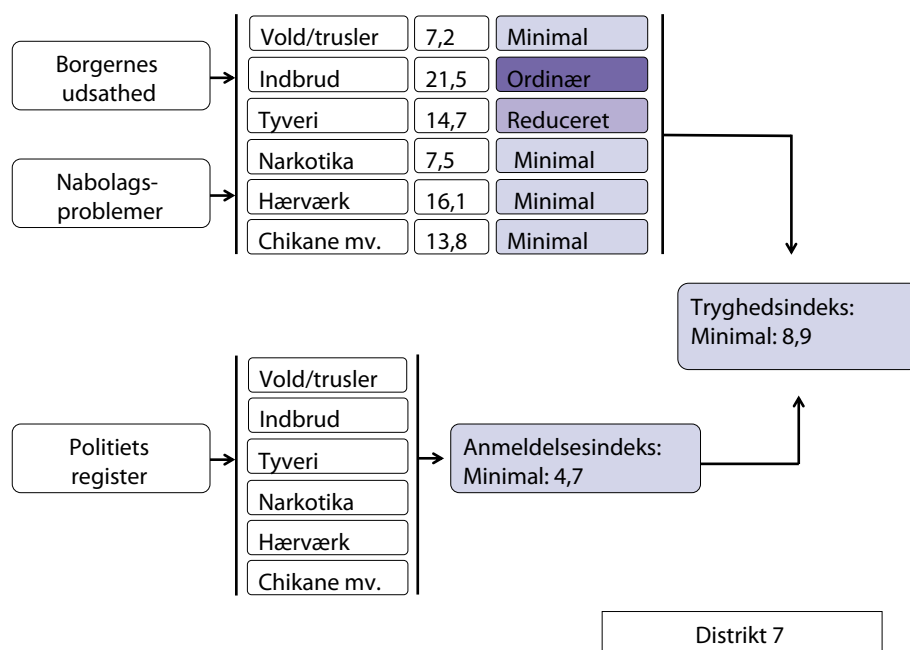 Borgernes
udsathed
Nabolags-
problemer
Vold/trusler 7,2 Minimal
Indbrud 21,5 Ordinær
Tyveri 14,7 Reduceret
Narkotika 7,5 Minimal
Hærværk 16,1 Minimal
Chikane mv. 13,8 Minimal
Tryghedsindeks:
Minimal: 8,9
Politiets
register
Vold/trusler
Indbrud
Tyveri
Narkotika
Hærværk
Chikane mv.
Anmeldelsesindeks:
Minimal: 4,7
Distrikt 7